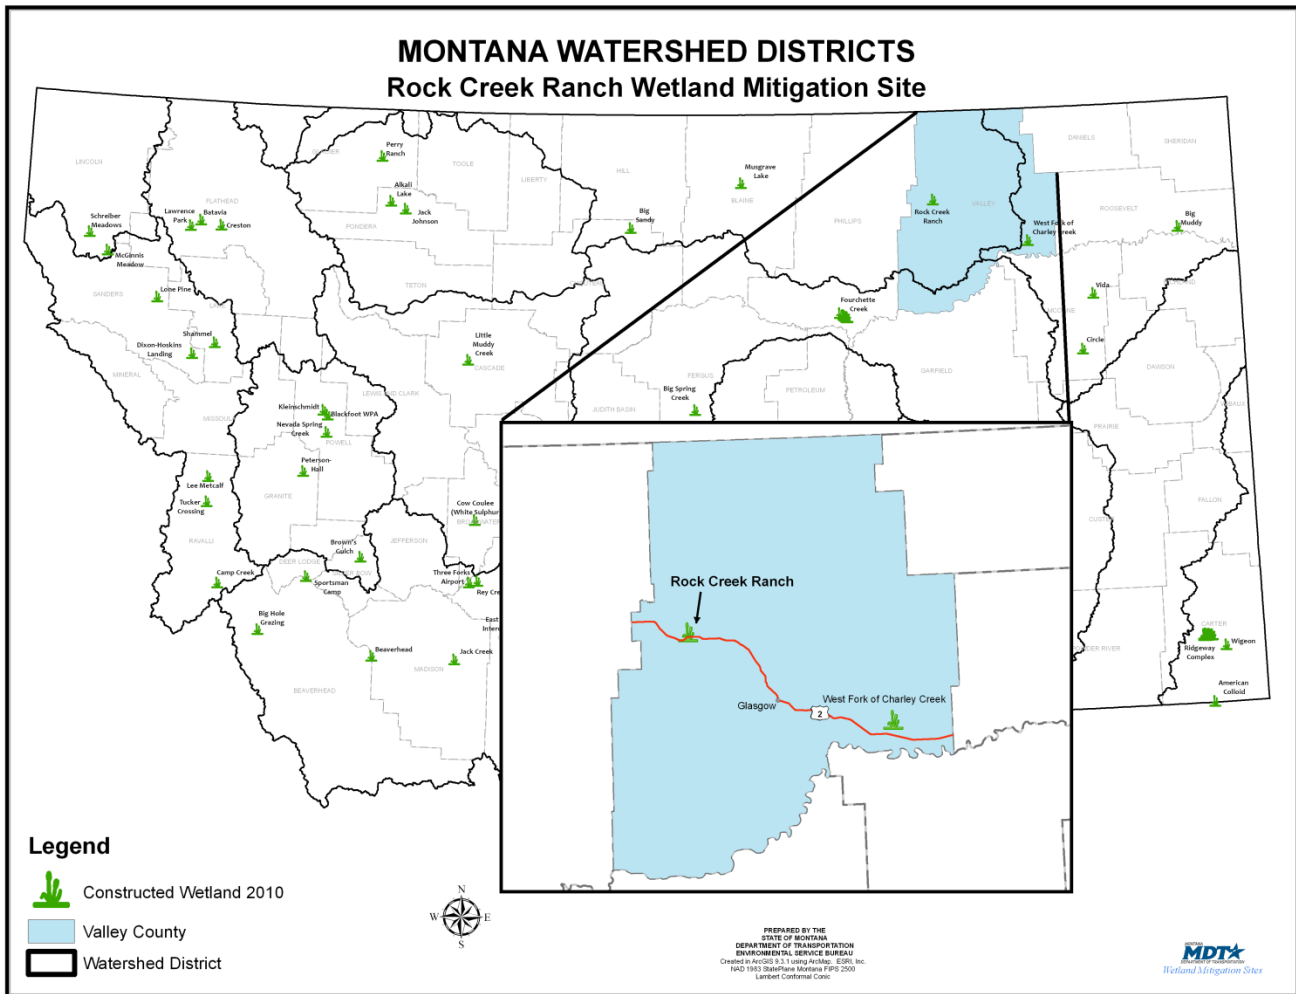 MONTANA WATERSHED DISTRICTS
Rock Creek Ranch Wetland Mitigation Site
LINCOLN
FLATHEAD
Perry
Ranch
TOOLE
LIBERTY
HILL
Musgrave
Lake
BLAINE
PHILLIPS
VALLEY
DANIELS
SHERIDAN
Alkali
Lake
Jack
Johnson
PONDERA
Schreiber
Meadows
Lawrence
Park
Batavia
Creston
McGinnis
Meadow
Big
Sandy
Rock Creek
Ranch
West Fork of
Charley Creek
ROOSEVELT
Big
Muddy
SANDERS
Lone Pine
TETON
Fourchette
Creek
Vida
Circle
Shammel
Dixon-Hoskins
Landing
MINERAL
Little
Muddy
Creek
CASCADE
FERGUS
PETROLEUM
GARFIELD
DAWSON
LEWIS AND CLARK
JUDITH BASIN
Big Spring
Creek
Kleinschmidt
Blackfoot WPA
Nevada Spring
Creek
POWELL
PRAIRIE
Peterson-
Hall
GRANITE
Lee Metcalf
Tucker
Crossing
RAVALLI
FALLON
Cow Coulee
(White Sulphur
JEFFERSON
Brown's
Gulch
DEER LODGE
Camp Creek
Sportsman
Camp
Three Forks
Airport
Rey Cre
Big Hole
Grazing
East
Beaverhead
Jack Creek
MADISON
BEAVERHEAD
CARTER
Ridgeway
Complex
Wigeon
American
Colloid
Rock Creek Ranch
Glasgow
2
West Fork of Charley Creek
Legend
Constructed Wetland 2010
Valley County
Watershed District
N
W
E
S
PREPARED BY THE
STATE OF MONTANA
DEPARTMENT OF TRANSPORTATION
ENVIRONMENTAL SERVICE BUREAU
Created in ArcGIS 9.3.1 using ArcMap. ESRI, Inc.
NAD 1983 StatePlane Montana FIPS 2500
Lambert Conformal Conic
MONTANA
MDT
DEPARTMENT OF TRANSPORTATION
Wetland Mitigation Sites